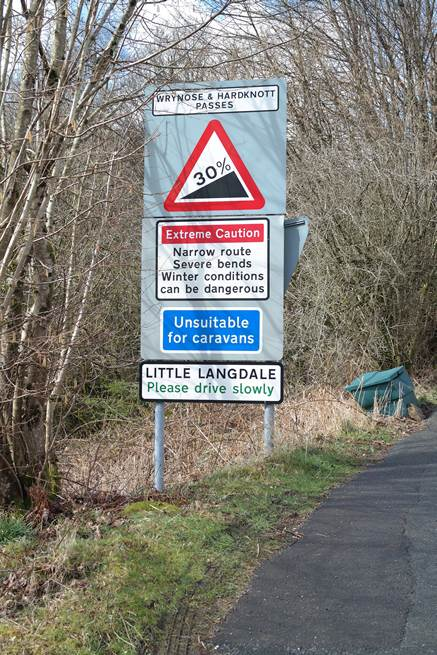 WRYNOSE & HARDKNOTT
PASSES
30%
Extreme Caution
Narrow route
Severe bends
Winter conditions
can be dangerous
Unsuitable
for caravans
LITTLE LANGDALE
Please drive slowly